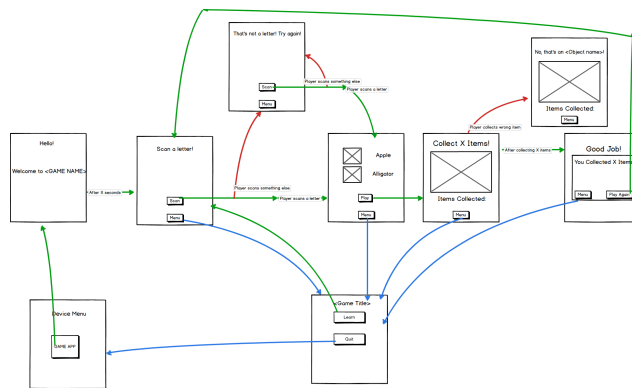 That's not a letter! Try again!
Scan
Menu
Player scans something else
Player scans a letter
No, that's an <Object name>!
Items Collected:
Menu
Player collects wrong item
Hello!
Welcome to <GAME NAME>
After X seconds
Scan a letter!
Scan
Menu
Player scans something else
Player scans a letter
Apple
Alligator
Play
Menu
Collect X Items!
Items Collected:
Menu
After collecting X items
Good Job!
You Collected X Items
Menu
Play Again
Device Menu
GAME APP
<Game Title>
Learn
Quit